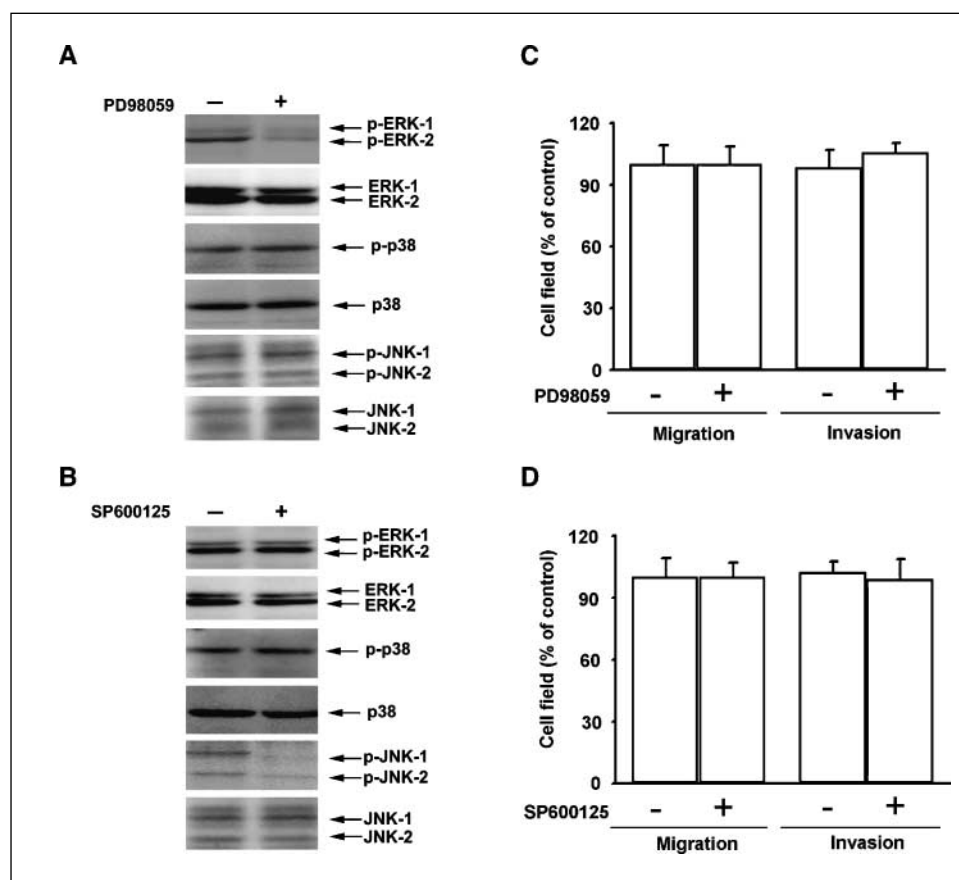 A
PD98059 — +
p-ERK-1
p-ERK-2
ERK-1
ERK-2
p-p38
p38
p-JNK-1
p-JNK-2
JNK-1
JNK-2
B
SP600125 — +
p-ERK-1
p-ERK-2
ERK-1
ERK-2
p-p38
p38
p-JNK-1
p-JNK-2
JNK-1
JNK-2
C
Cell field (% of control)
120
90
60
30
0
PD98059 - + - +
Migration Invasion
D
Cell field (% of control)
120
90
60
30
0
SP600125 - + - +
Migration Invasion